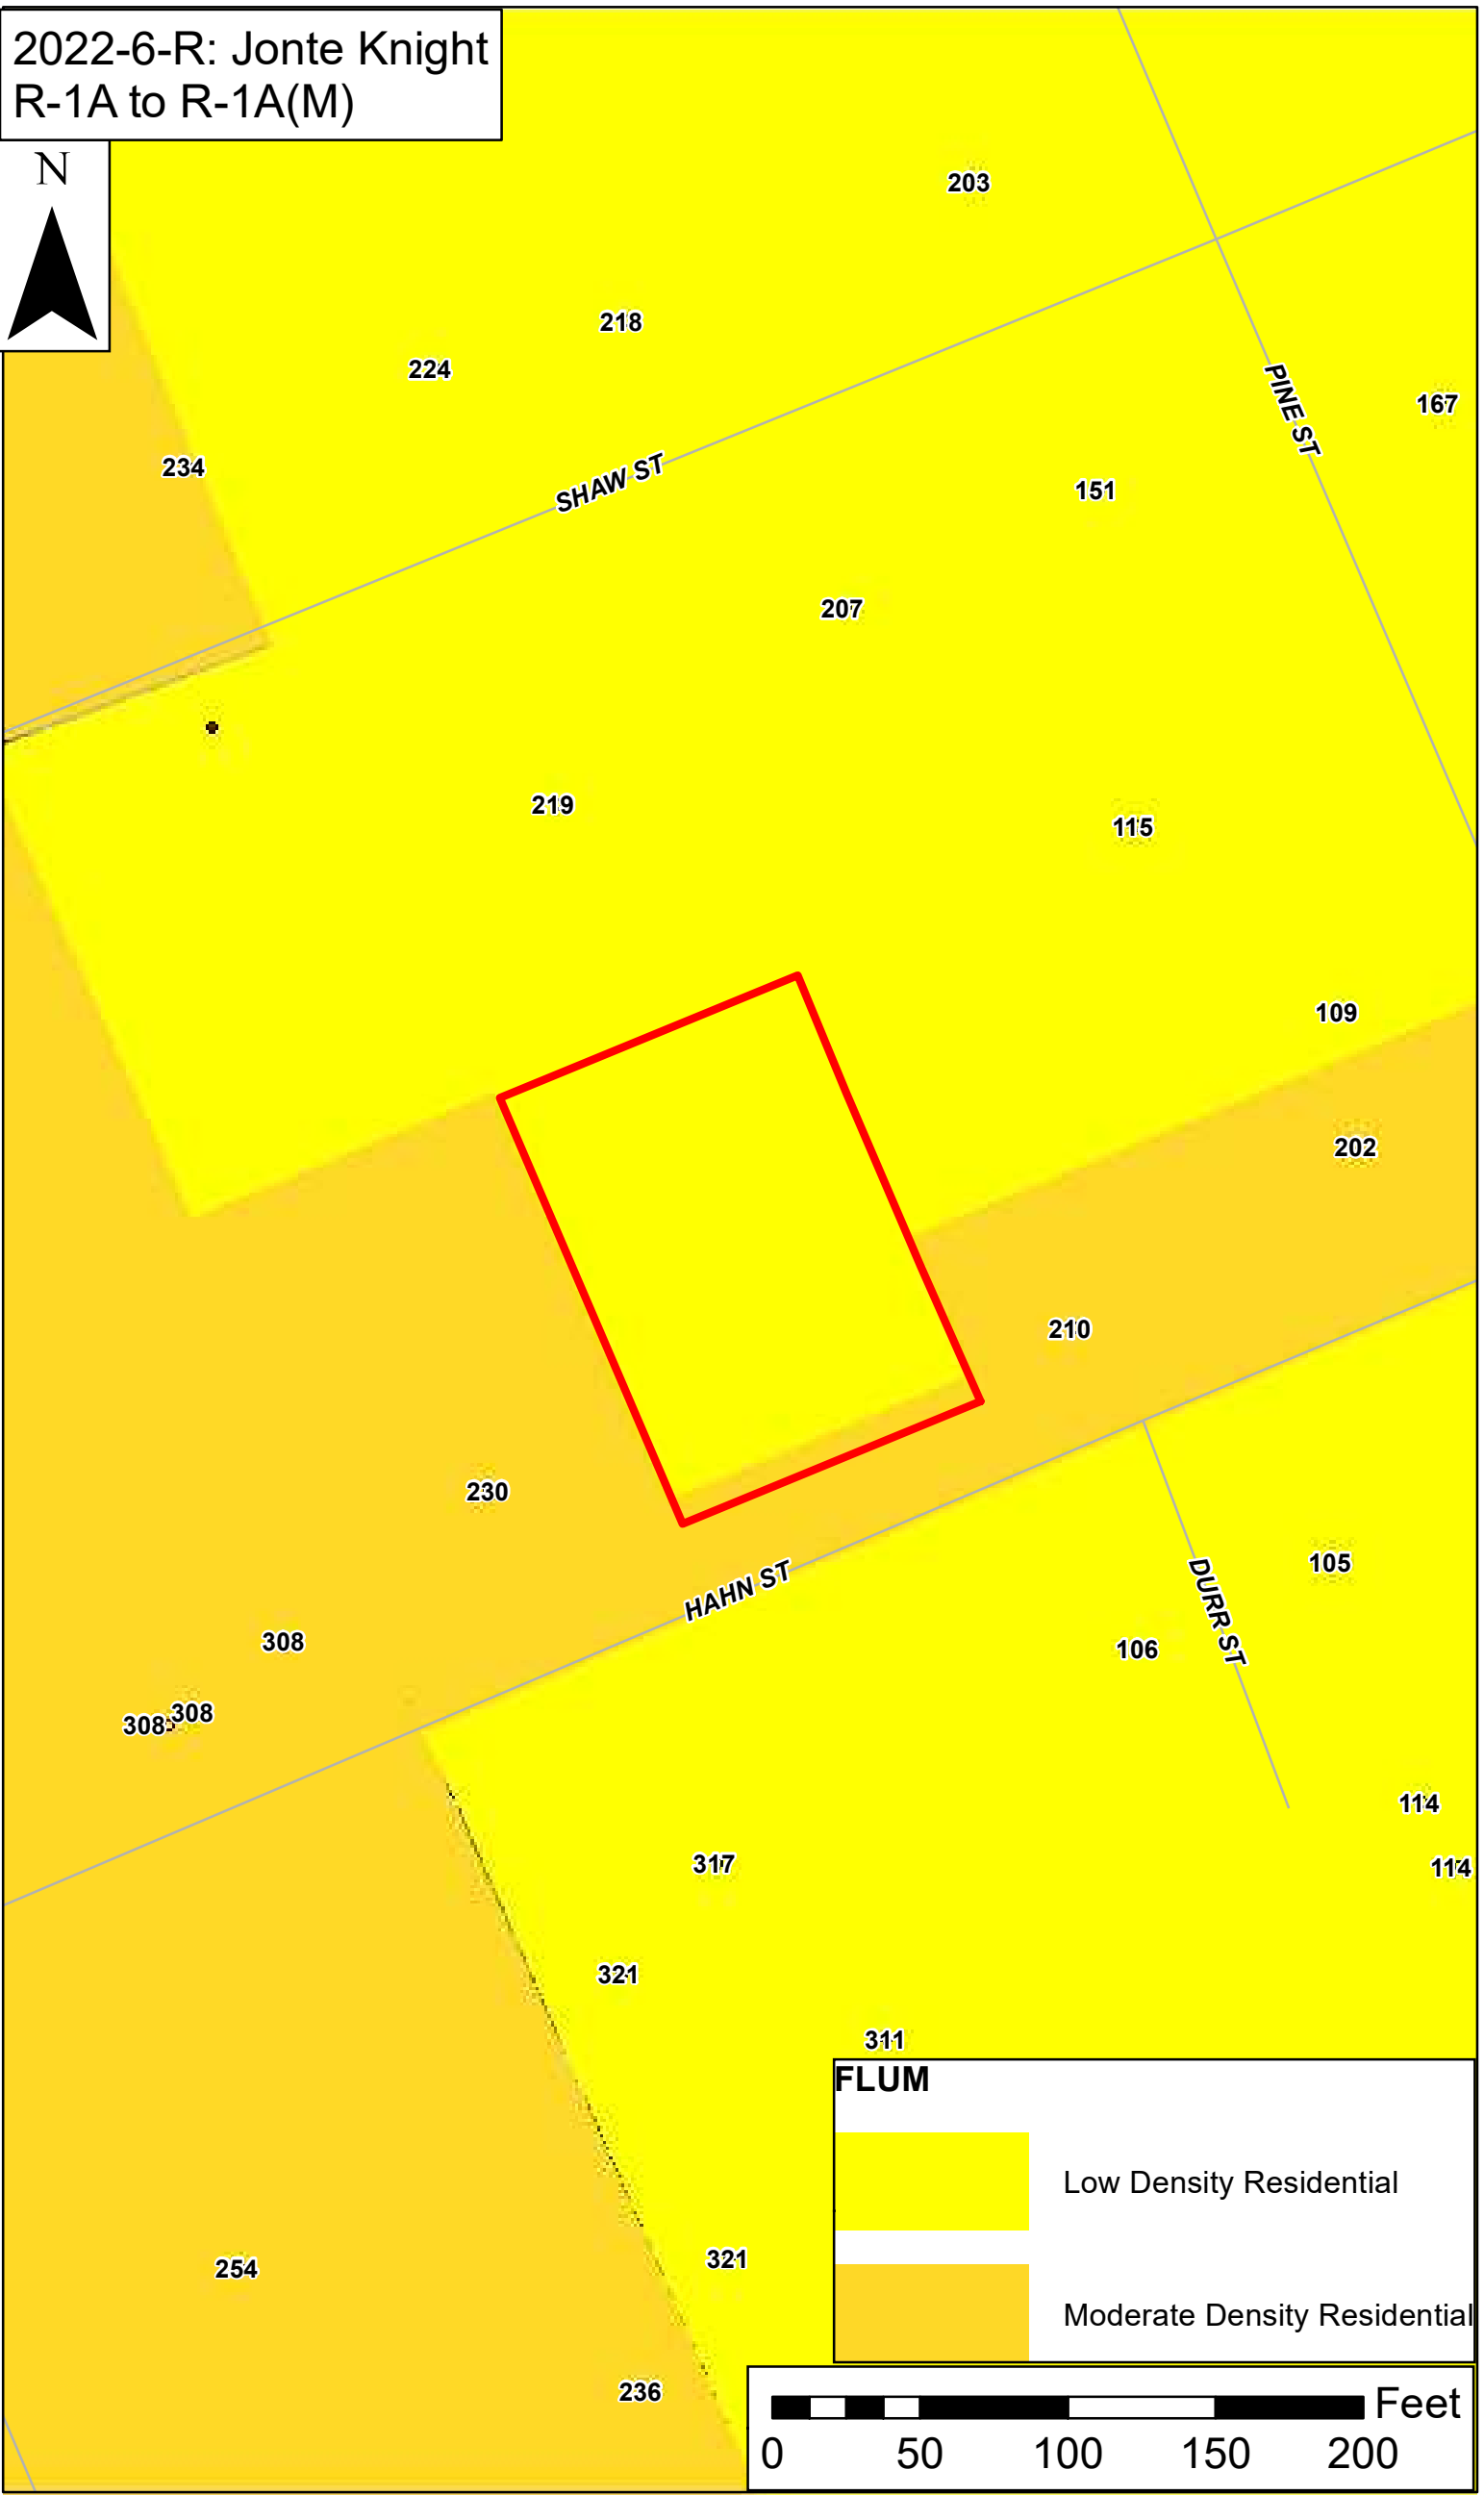 2022-6-R: Jonte Knight
R-1A to R-1A(M)
N
203
218
224
PINE ST
167
234
SHAW ST
151
207
219
115
109
202
210
230
HAHN ST
105
DURR ST
308
106
308
308
114
317
114
321
311
FLUM
Low Density Residential
321
254
Moderate Density Residential
236
Feet
0 50 100 150 200